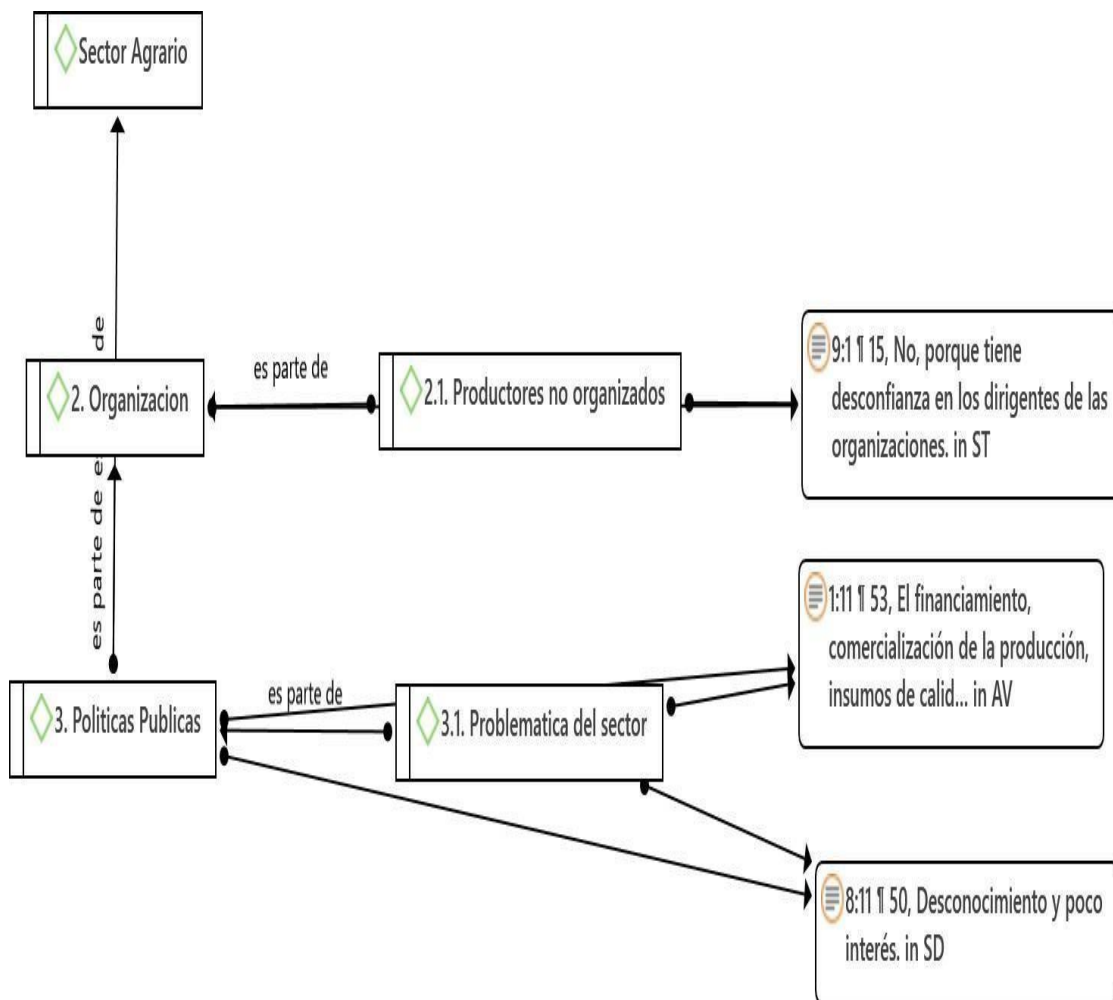 Sector Agrario
de
9:1 ¶ 15, No, porque tiene
desconfianza en los dirigentes de las
organizaciones. in ST
es parte de
2. Organizacion
2.1. Productores no organizados
es parte de e
1:11 ¶ 53, El financiamiento,
comercialización de la producción,
insumos de calid... in AV
es parte de
3. Politicas Publicas
3.1. Problematica del sector
8:11 ¶ 50, Desconocimiento y poco
interés. in SD